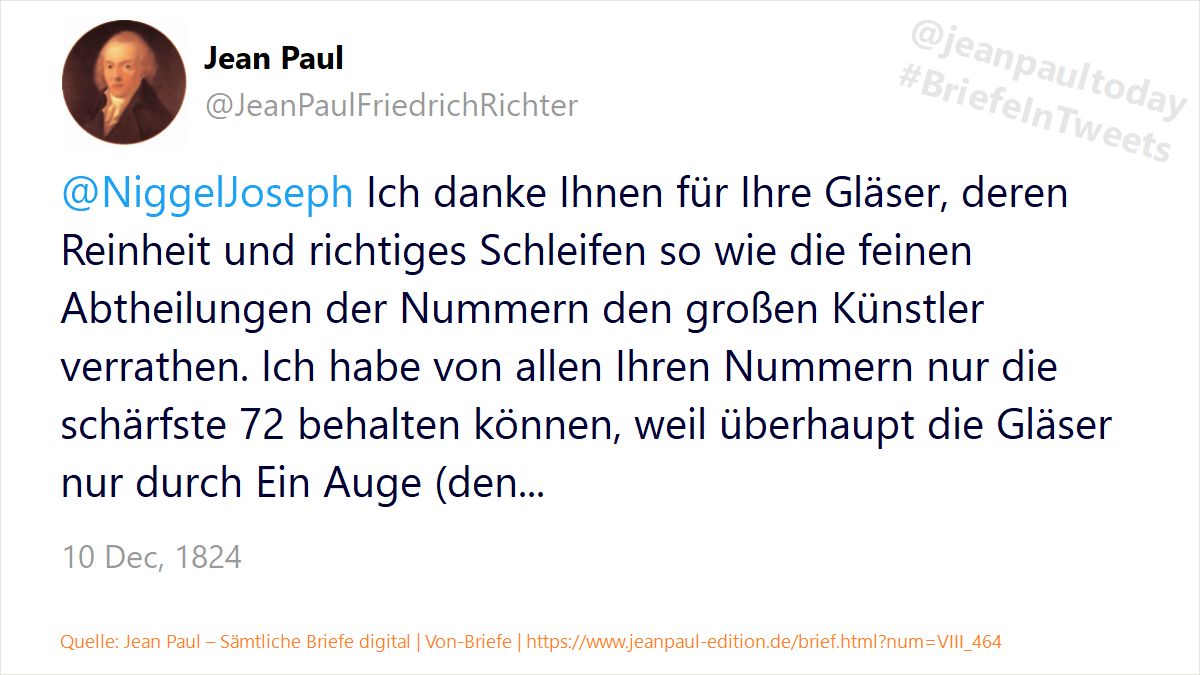 Jean Paul
@JeanPaulFriedrichRichter
@jeanpaultoday
#BriefeInTweets
@NiggelJoseph Ich danke Ihnen für Ihre Gläser, deren
Reinheit und richtiges Schleifen so wie die feinen
Abtheilungen der Nummern den großen Künstler
verrathen. Ich habe von allen Ihren Nummern nur die
schärfste 72 behalten können, weil überhaupt die Gläser
nur durch Ein Auge (den...
10 Dec, 1824
Quelle: Jean Paul – Sämtliche Briefe digital | Von-Briefe | https://www.jeanpaul-edition.de/brief.html?num=VIII_464